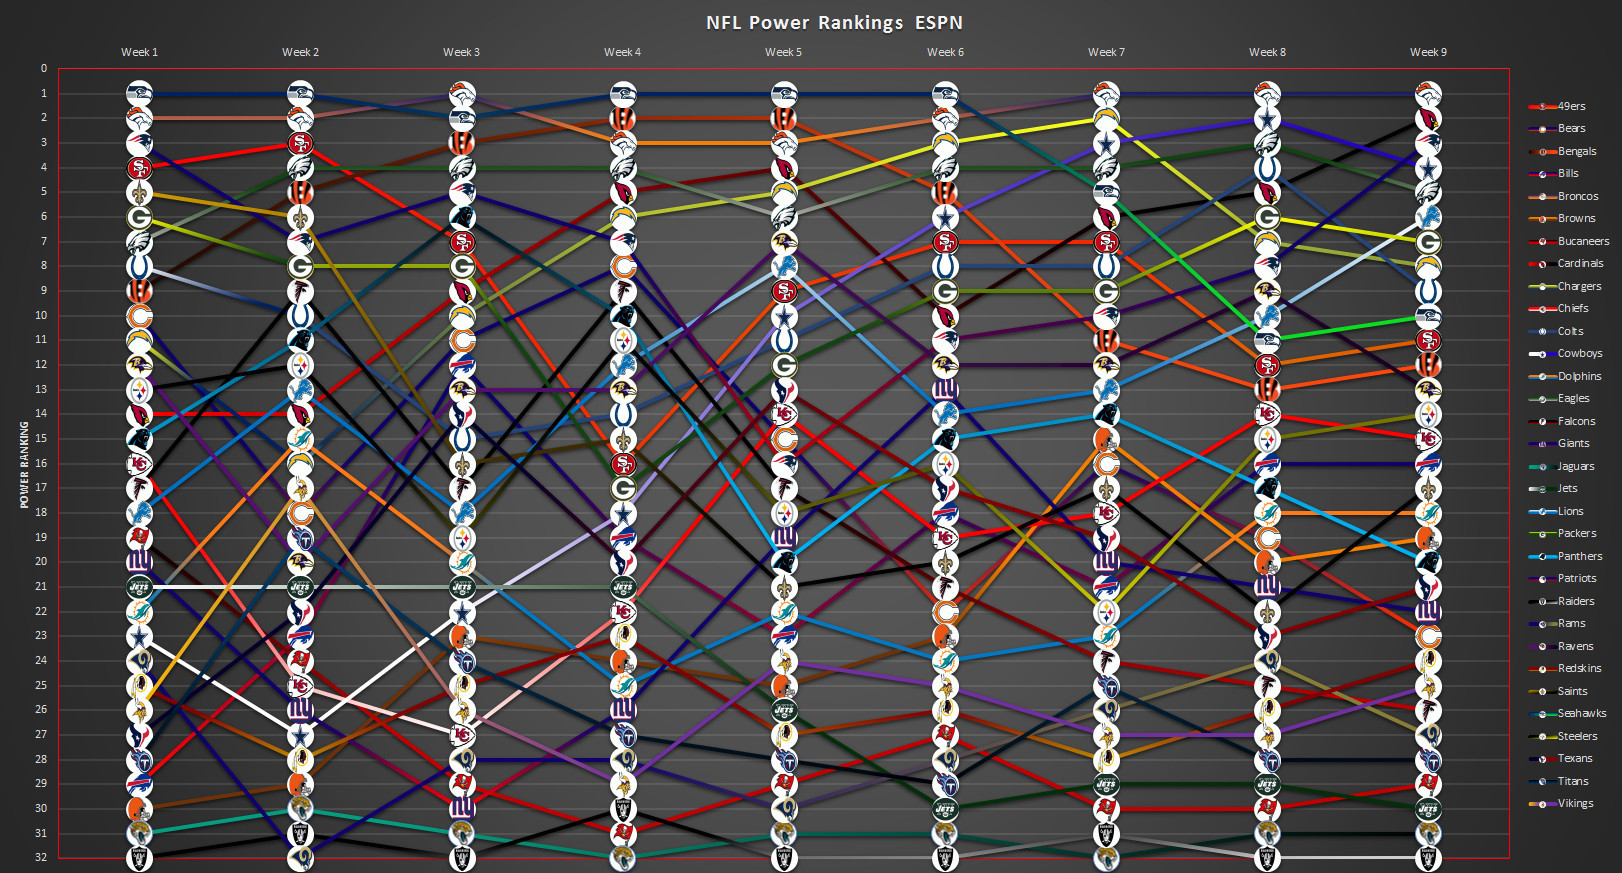 NFL Power Rankings ESPN
Week 1 Week 2 Week 3 Week 4 Week 5 Week 6 Week 7 Week 8 Week 9
POWER RANKING
0
1
2
3
4
5
6
7
8
9
10
11
12
13
14
15
16
17
18
19
20
21
22
23
24
25
26
27
28
29
30
31
32
49ers
Bears
Bengals
Bills
Broncos
Browns
Bucaneers
Cardinals
Chargers
Chiefs
Colts
Cowboys
Dolphins
Eagles
Falcons
Giants
Jaguars
Jets
Lions
Packers
Panthers
Patriots
Raiders
Rams
Ravens
Redskins
Saints
Seahawks
Steelers
Texans
Titans
Vikings